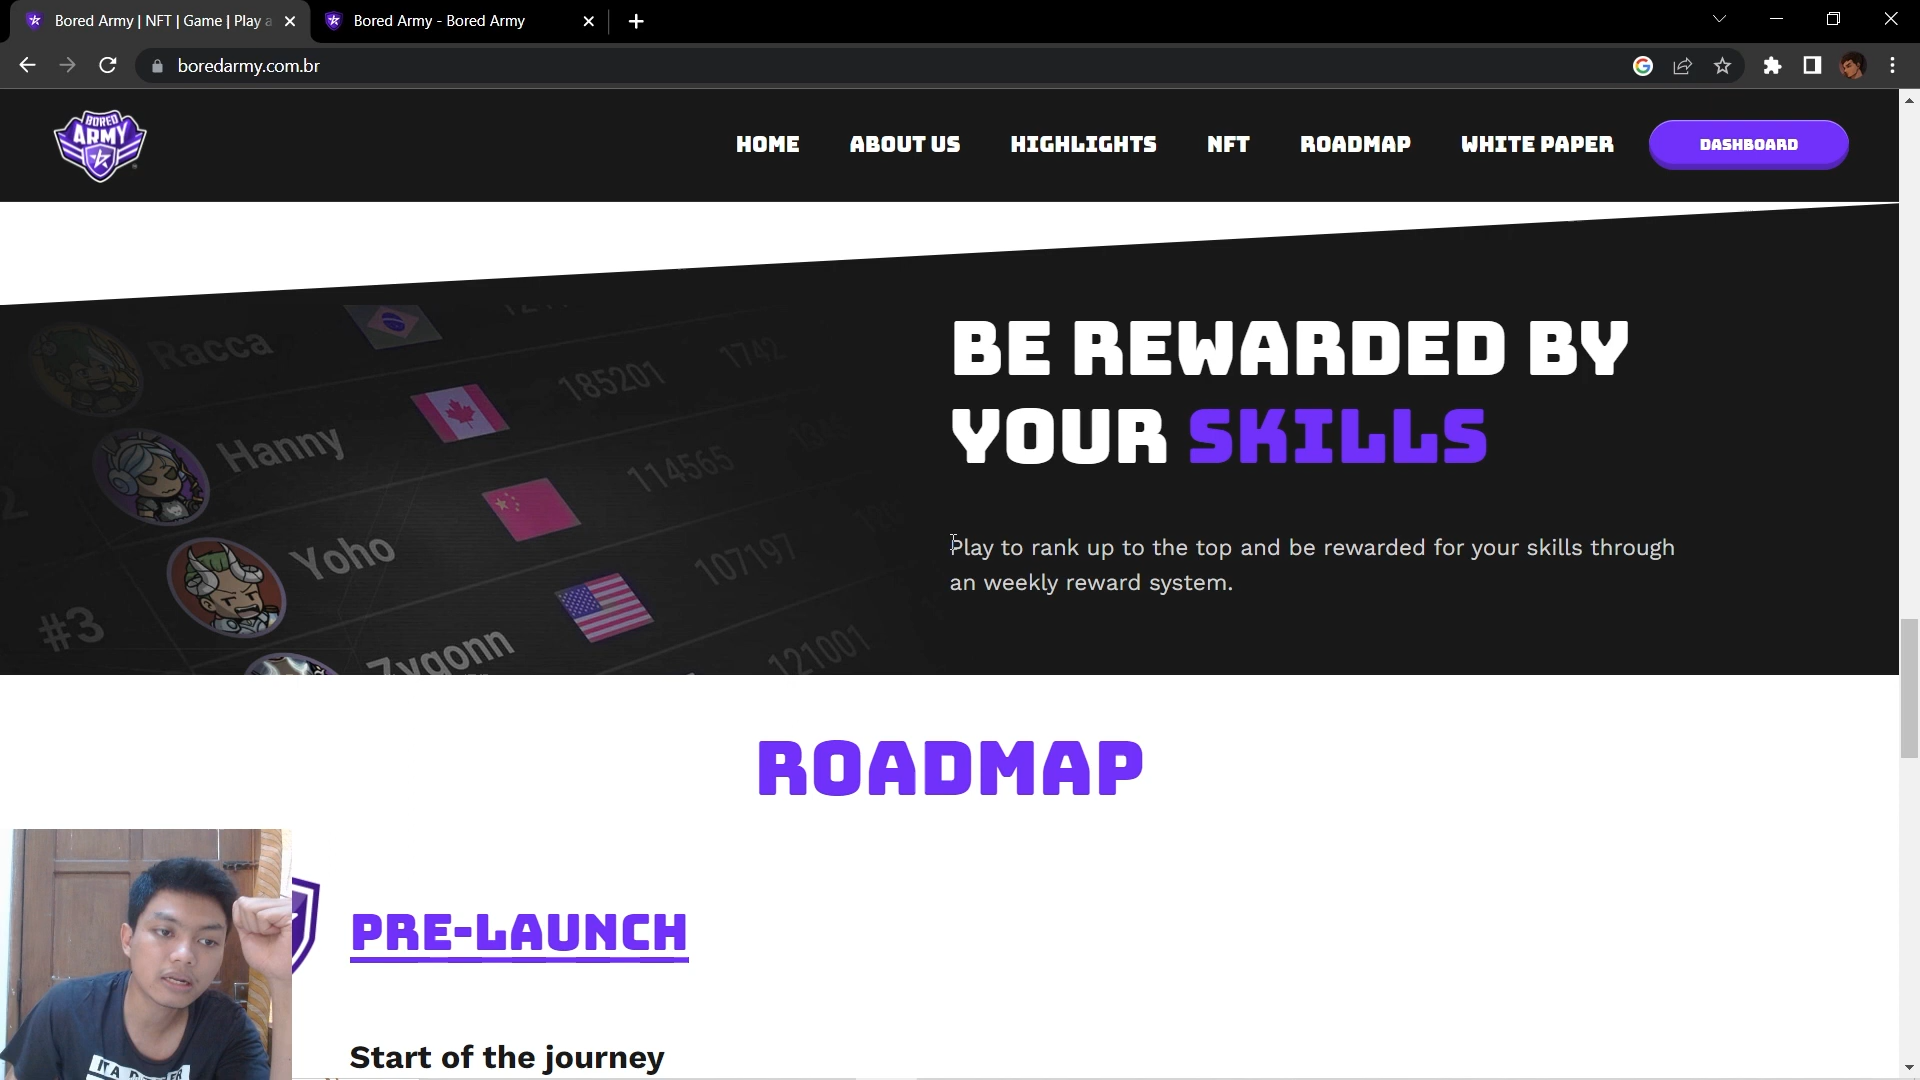 Bored Army | NFT | Game | Play a
Bored Army - Bored Army
boredarmy.com.br
BORED
ARMY
HOME
ABOUT US
HIGHLIGHTS
NFT
ROADMAP
WHITE PAPER
DASHBOARD
Racca
1742
Hanny
185201
Yoho
114565
#3
Zygonn
107197
121001
BE REWARDED BY
YOUR SKILLS
Play to rank up to the top and be rewarded for your skills through
an weekly reward system.
ROADMAP
PRE-LAUNCH
Start of the journey